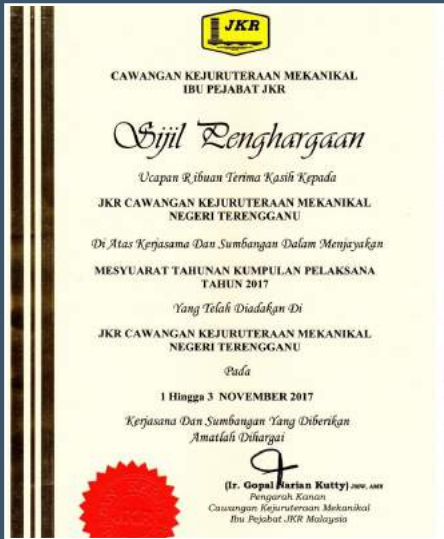 JKR
CAWANGAN KEJURUTERAAN MEKANIKAL
IBU PEJABAT JKR
Sijil Penghargaan
Ucapan Ribuan Terima Kasih Kepada
JKR CAWANGAN KEJURUTERAAN MEKANIKAL
NEGERI TERENGGANU
Di Atas Kerjasama Dan Sumbangan Dalam Menjayakan
MESYUARAT TAHUNAN KUMPULAN PELAKSANA
TAHUN 2017
Yang Telah Diadakan Di
JKR CAWANGAN KEJURUTERAAN MEKANIKAL
NEGERI TERENGGANU
Pada
1 Hingga 3 NOVEMBER 2017
Kerjasana Dan Sumbangan Yang Diberikan
Amatlah Dihargai
(Ir. Gopal Narian Kutty) JMW, AMN
Pengarah Kanan
Cawangan Kejuruteraan Mekanikal
Ibu Pejabat JKR Malaysia